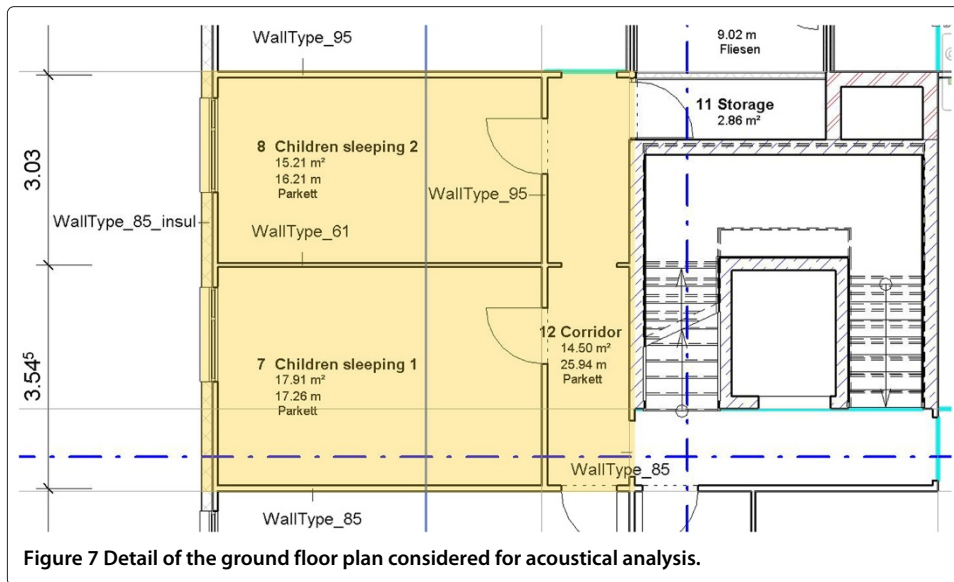 WallType_95
9.02 m
Fliesen
11 Storage
2.86 m²
8 Children sleeping 2
15.21 m²
16.21 m
Parkett
3.03
WallType_95
WallType_85_insul
WallType_61
12 Corridor
14.50 m²
25.94 m
Parkett
7 Children sleeping 1
17.91 m²
17.26 m
Parkett
3.54⁵
WallType_85
WallType_85
Figure 7 Detail of the ground floor plan considered for acoustical analysis.